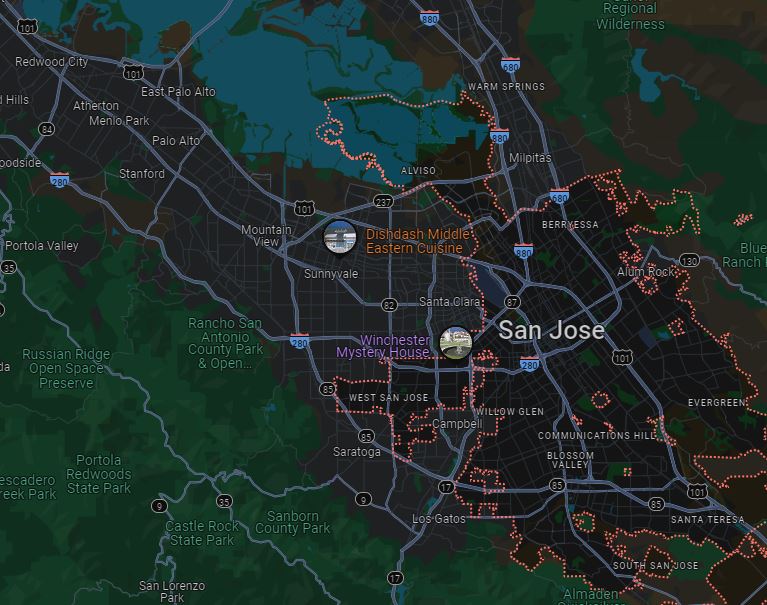 880
Regional
Wilderness
101
Redwood City
101
680
WARM SPRINGS
East Palo Alto
Hills
Atherton
Menlo Park
84
Palo Alto
880
Milpitas
oodside
280
Stanford
ALVISO
680
237
101
BERRYESSA
Mountain
View
Dishdash Middle
Eastern Cuisine
Portola Valley
680
Blue
Ranch
35
Sunnyvale
Alum Rock
130
82
Santa Clara
87
San Jose
Rancho San
Antonio
County Park
& Open...
280
Winchester
Mystery House
101
Russian Ridge
Open Space
Preserve
da
280
85
WEST SAN JOSE
EVERGREEN
WILLOW GLEN
Campbell
85
COMMUNICATIONS HILL
Saratoga
BLOSSOM
VALLEY
Portola
Redwoods
State Park
escadero
reek Park
17
85
101
9
35
9
85
Castle Rock
State Park
Sanborn
County Park
Los Gatos
SANTA TERESA
SOUTH SAN JOSE
17
San Lorenzo
Park
Almaden